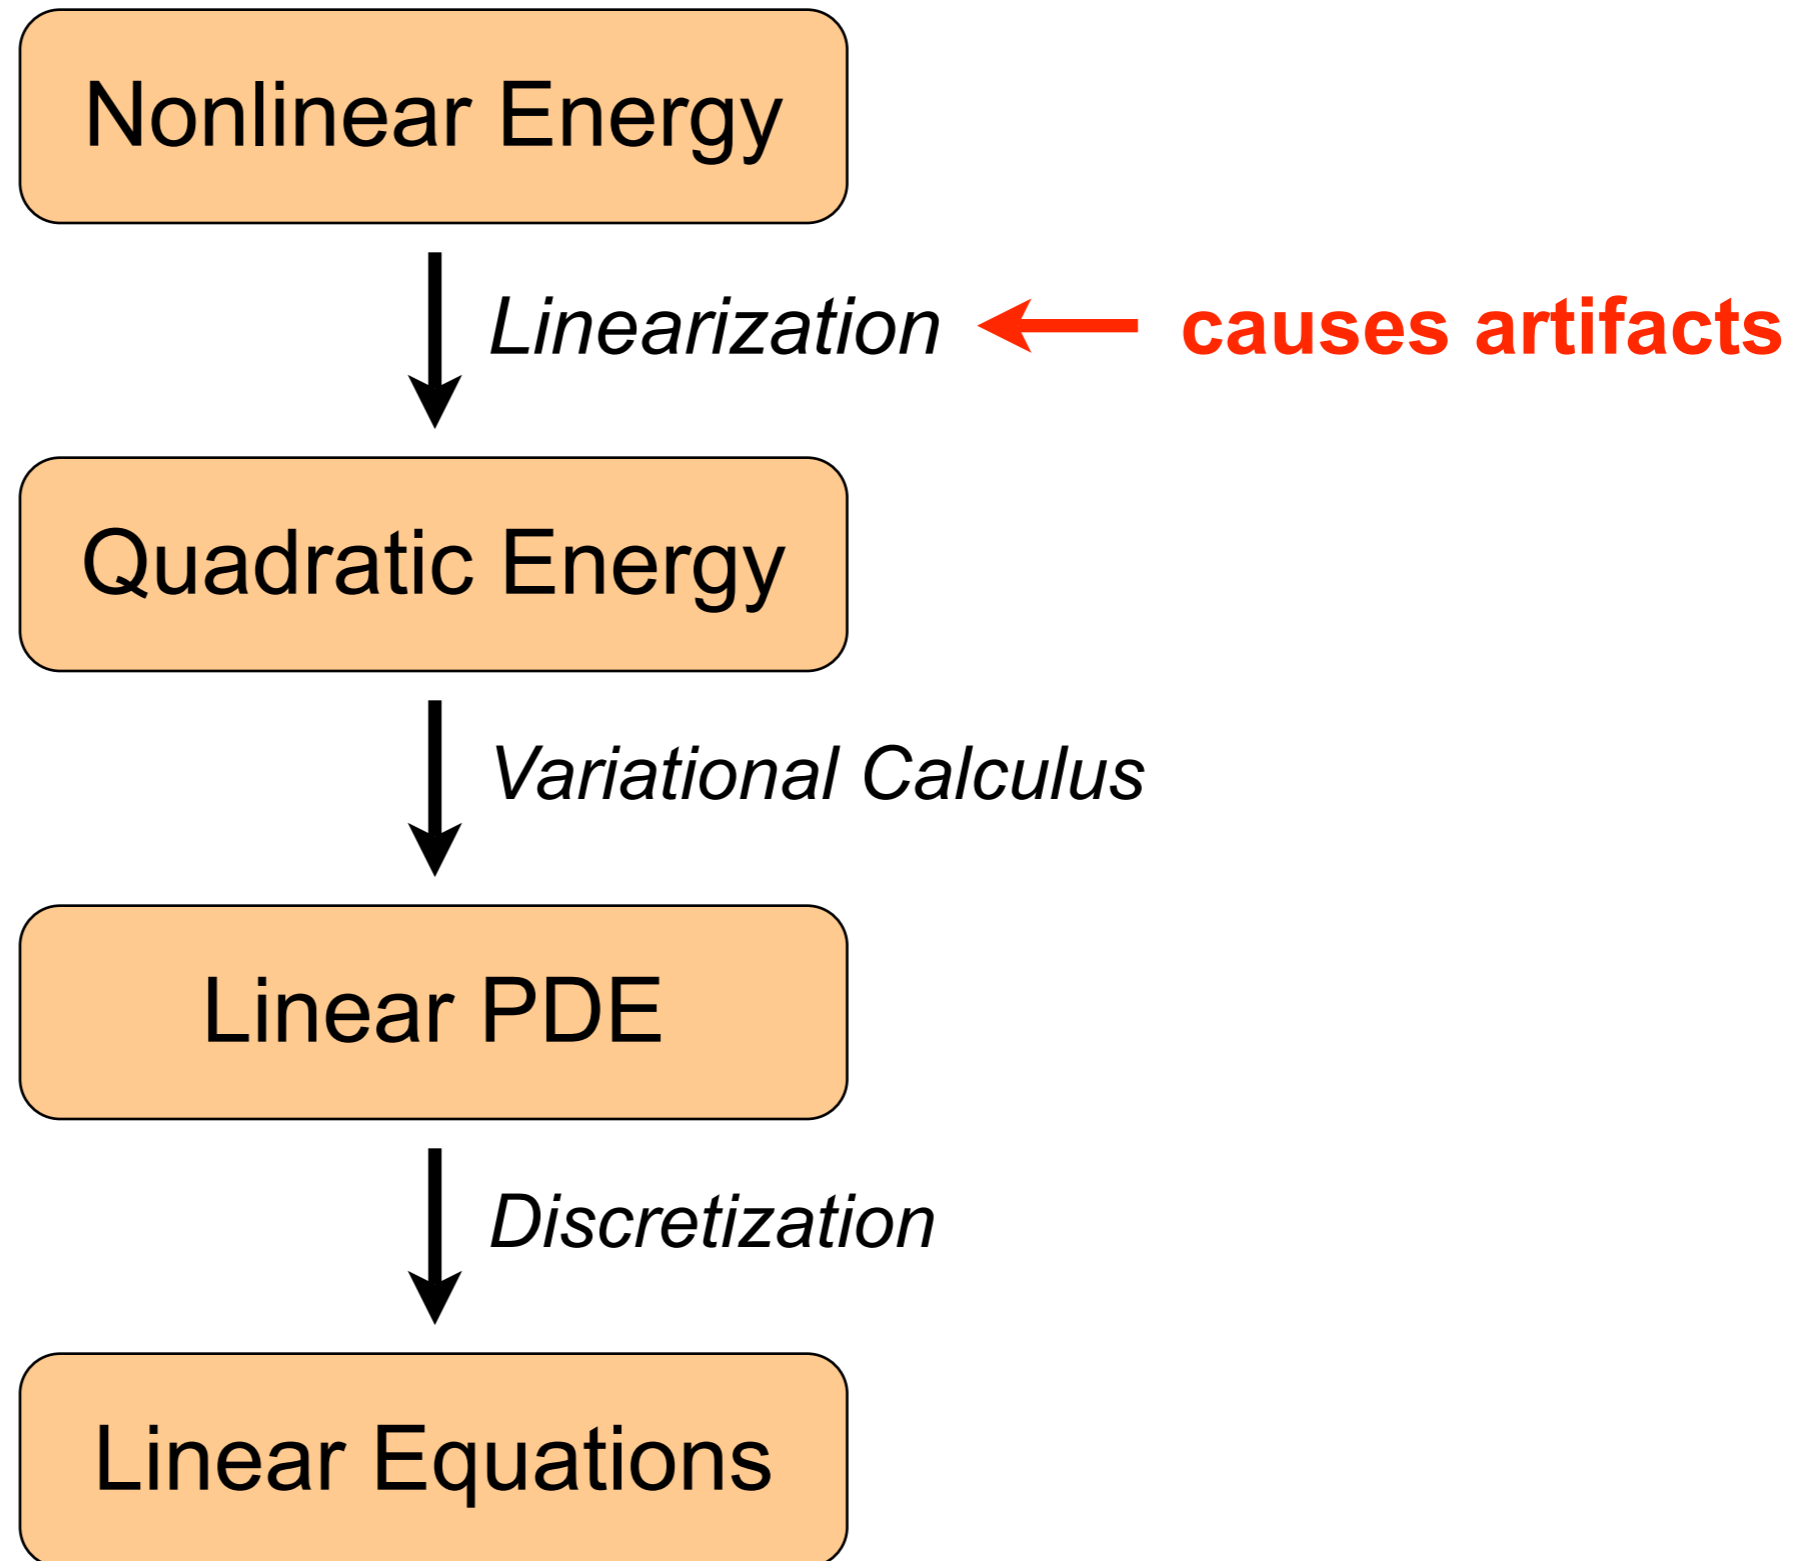 Nonlinear Energy
Linearization
causes artifacts
Quadratic Energy
Variational Calculus
Linear PDE
Discretization
Linear Equations